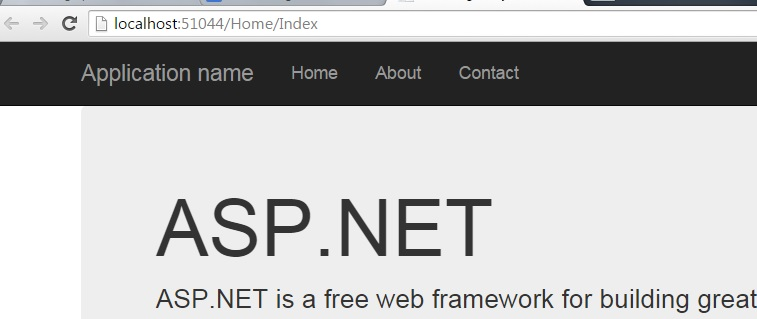 localhost:51044/Home/Index
Application name Home About Contact
ASP.NET
ASP.NET is a free web framework for building great